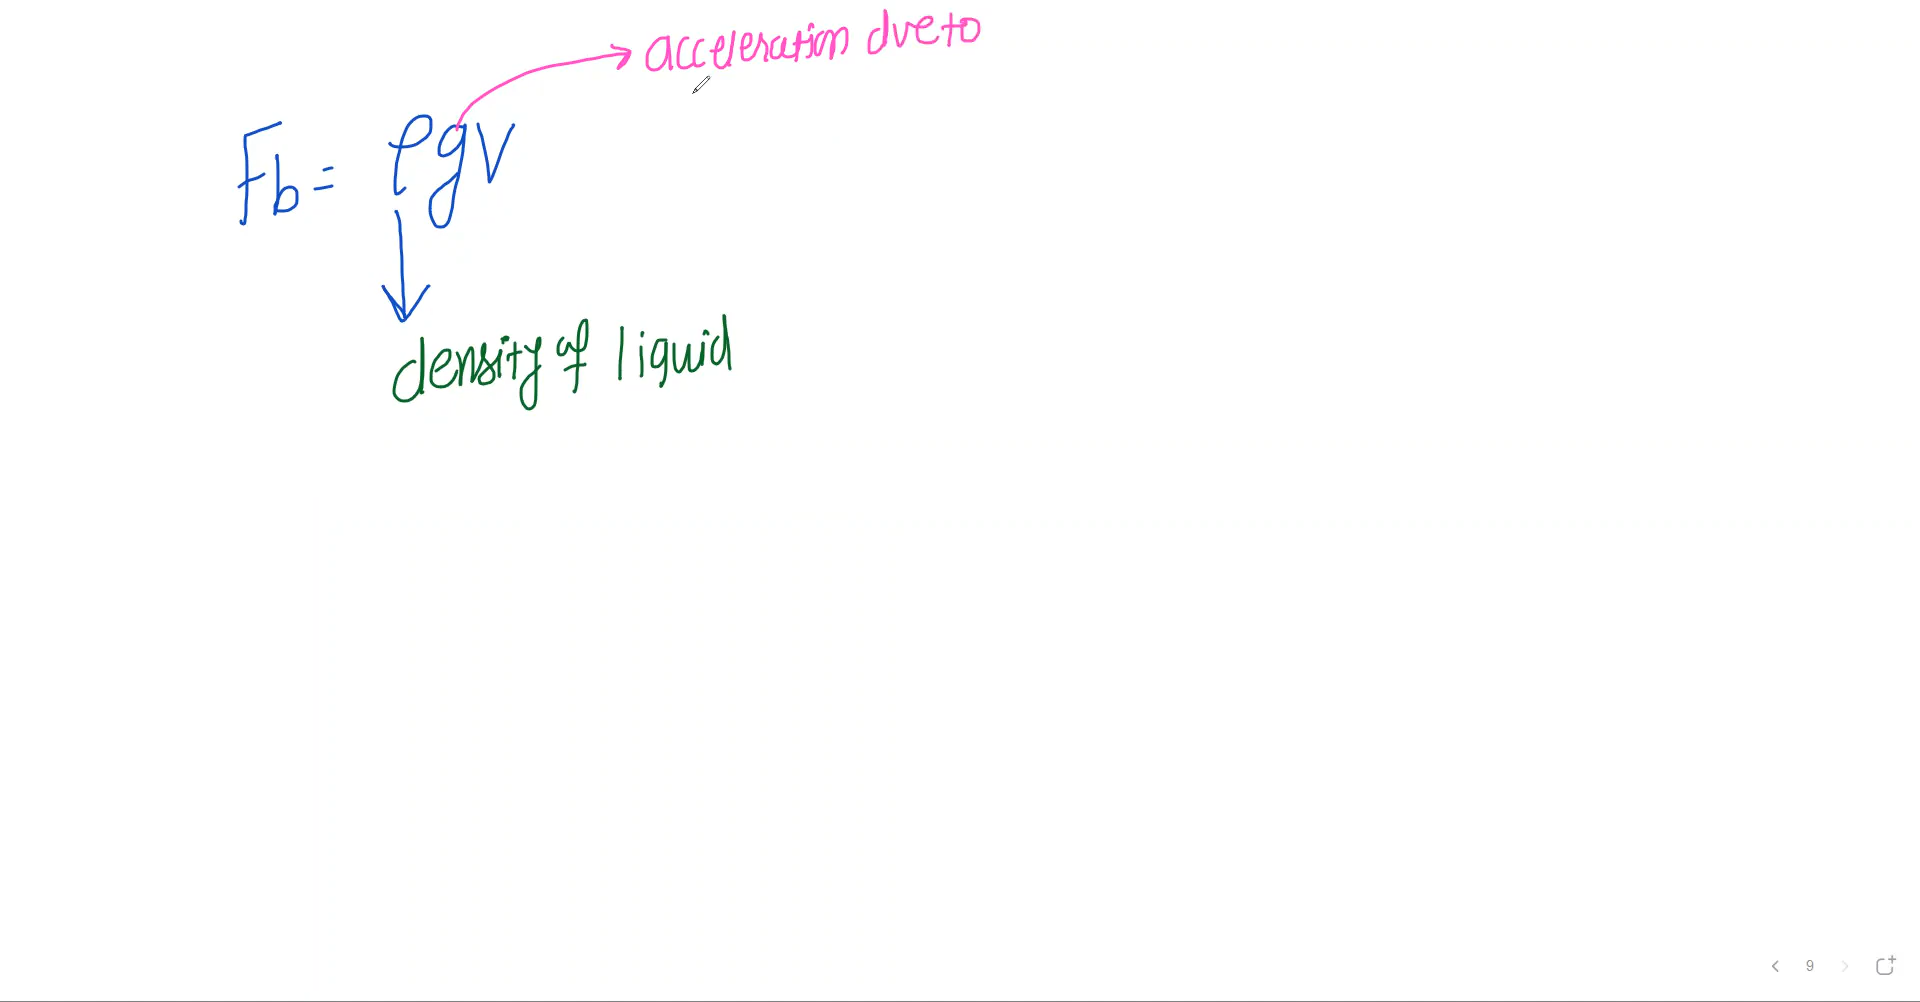 acceleration due to
Fb = ρgv
density of liquid
9